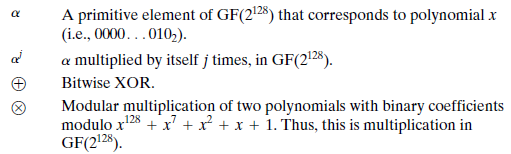 α A primitive element of GF(2¹²⁸) that corresponds to polynomial x
(i.e., 0000. . .010₂).
αʲ α multiplied by itself j times, in GF(2¹²⁸).
⊕ Bitwise XOR.
⊗ Modular multiplication of two polynomials with binary coefficients
modulo x¹²⁸ + x⁷ + x² + x + 1. Thus, this is multiplication in
GF(2¹²⁸).